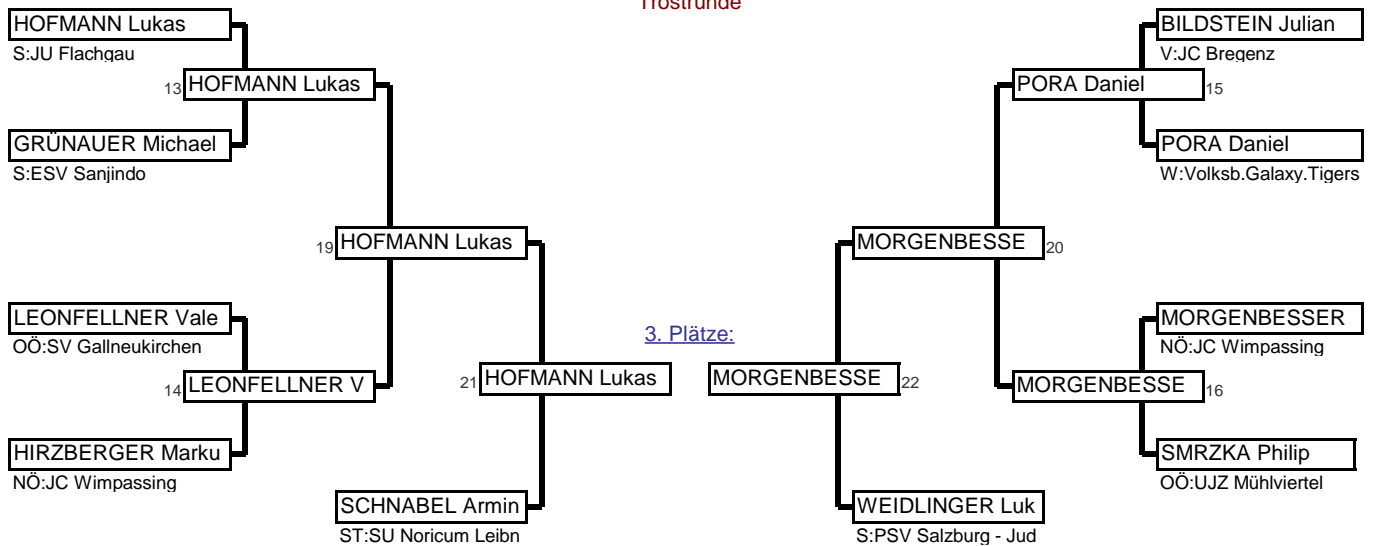 Trostrunde
HOFMANN Lukas
S:JU Flachgau
13 HOFMANN Lukas
GRÜNAUER Michael
S:ESV Sanjindo
19 HOFMANN Lukas
LEONFELLNER Vale
OÖ:SV Gallneukirchen
14 LEONFELLNER V
HIRZBERGER Marku
NÖ:JC Wimpassing
21 HOFMANN Lukas
SCHNABEL Armin
ST:SU Noricum Leibn
3. Plätze:
BILDSTEIN Julian
V:JC Bregenz
PORA Daniel 15
PORA Daniel
W:Volksb.Galaxy.Tigers
MORGENBESSE 20
MORGENBESSER
NÖ:JC Wimpassing
MORGENBESSE 16
SMRZKA Philip
OÖ:UJZ Mühlviertel
MORGENBESSE 22
WEIDLINGER Luk
S:PSV Salzburg - Jud